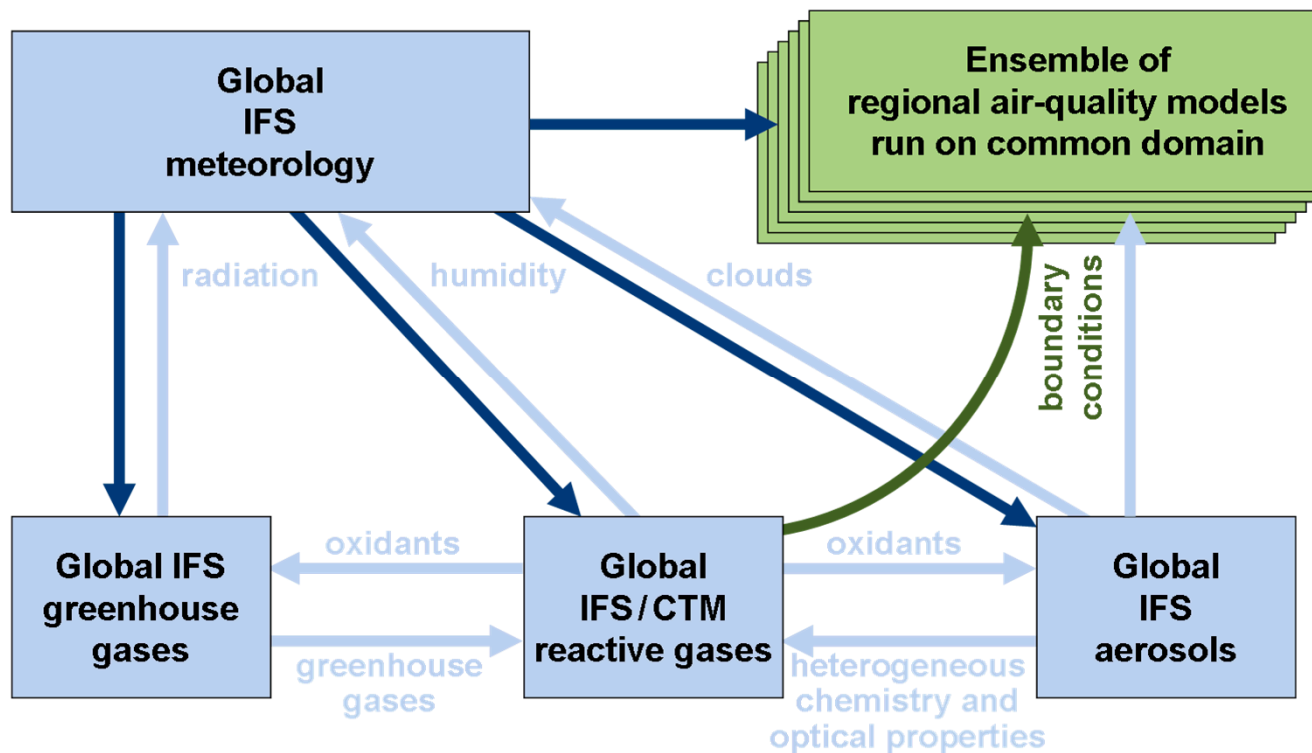 Global
IFS
meteorology
Ensemble of
regional air-quality models
run on common domain
radiation
humidity
clouds
boundary
conditions
Global IFS
greenhouse
gases
oxidants
greenhouse
gases
Global
IFS / CTM
reactive gases
oxidants
heterogeneous
chemistry and
optical properties
Global
IFS
aerosols